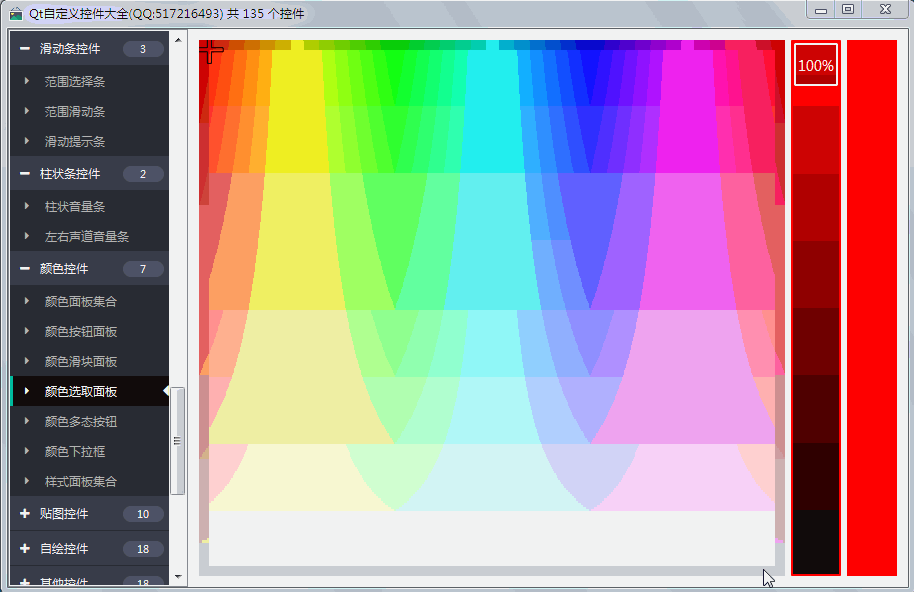 Qt自定义控件大全(QQ:517216493) 共 135 个控件
滑动条控件 3
范围选择条
范围滑动条
滑动提示条
柱状条控件 2
柱状音量条
左右声道音量条
颜色控件 7
颜色面板集合
颜色按钮面板
颜色滑块面板
颜色选取面板
颜色多态按钮
颜色下拉框
样式面板集合
贴图控件 10
自绘控件 18
其他控件 18
100%